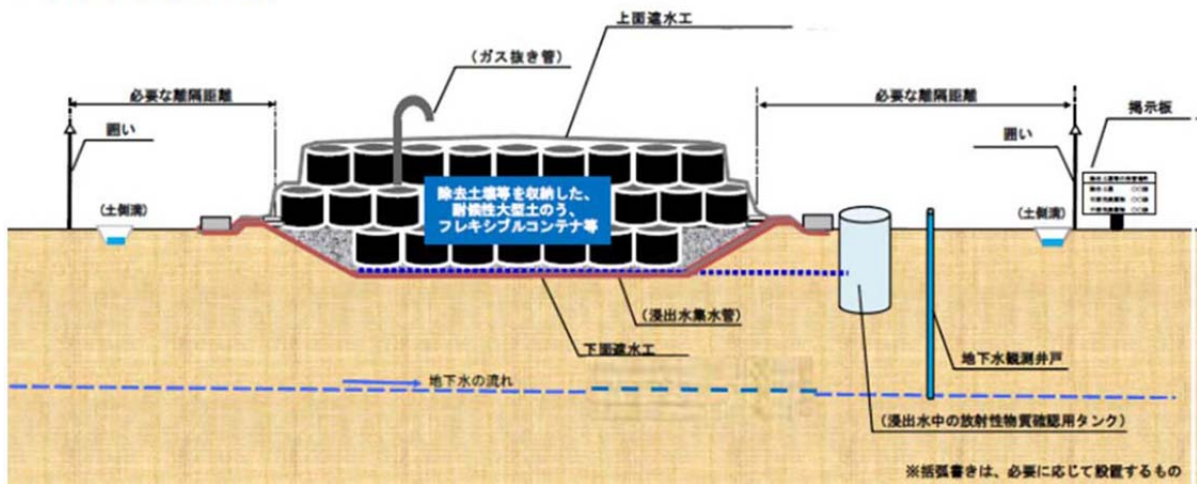 上面遮水工
（ガス抜き管）
必要な離隔距離
必要な離隔距離
掲示板
囲い
囲い
（土側溝）
（土側溝）
除去土壌等を収納した、
耐候性大型土のう、
フレキシブルコンテナ等
（浸出水集水管）
下面遮水工
地下水観測井戸
地下水の流れ
（浸出水中の放射性物質確認用タンク）
※括弧書きは、必要に応じて設置するもの